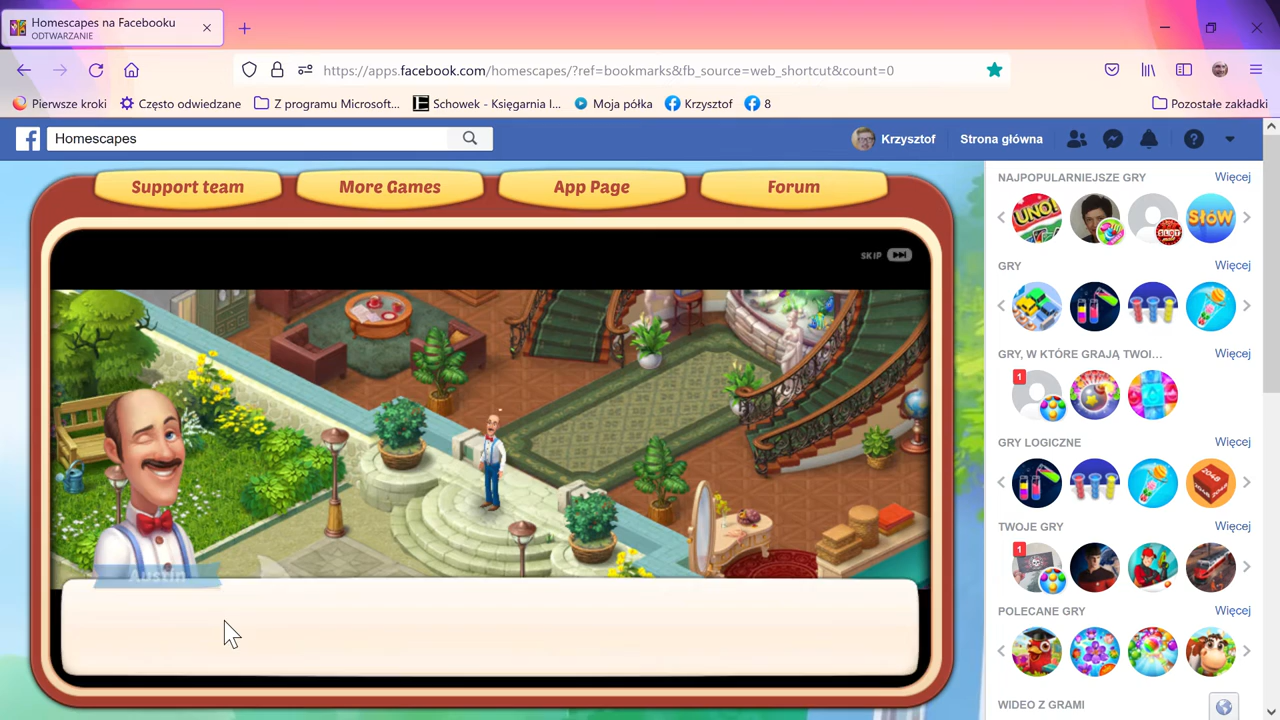 Homescapes na Facebooku
ODTWARZANIE
https://apps.facebook.com/homescapes/?ref=bookmarks&fb_source=web_shortcut&count=0
Pierwsze kroki
Często odwiedzane
Z programu Microsoft...
Schowek - Księgarnia I...
Moja półka
Krzysztof
8
Pozostałe zakładki
Homescapes
Krzysztof
Strona główna
Support team
More Games
App Page
Forum
SKIP
Austin
NAJPOPULARNIEJSZE GRY
Więcej
UNO!
SŁÓW
GRY
Więcej
GRY, W KTÓRE GRAJĄ TWOI...
Więcej
1
GRY LOGICZNE
Więcej
2048
TWOJE GRY
Więcej
1
POLECANE GRY
Więcej
WIDEO Z GRAMI